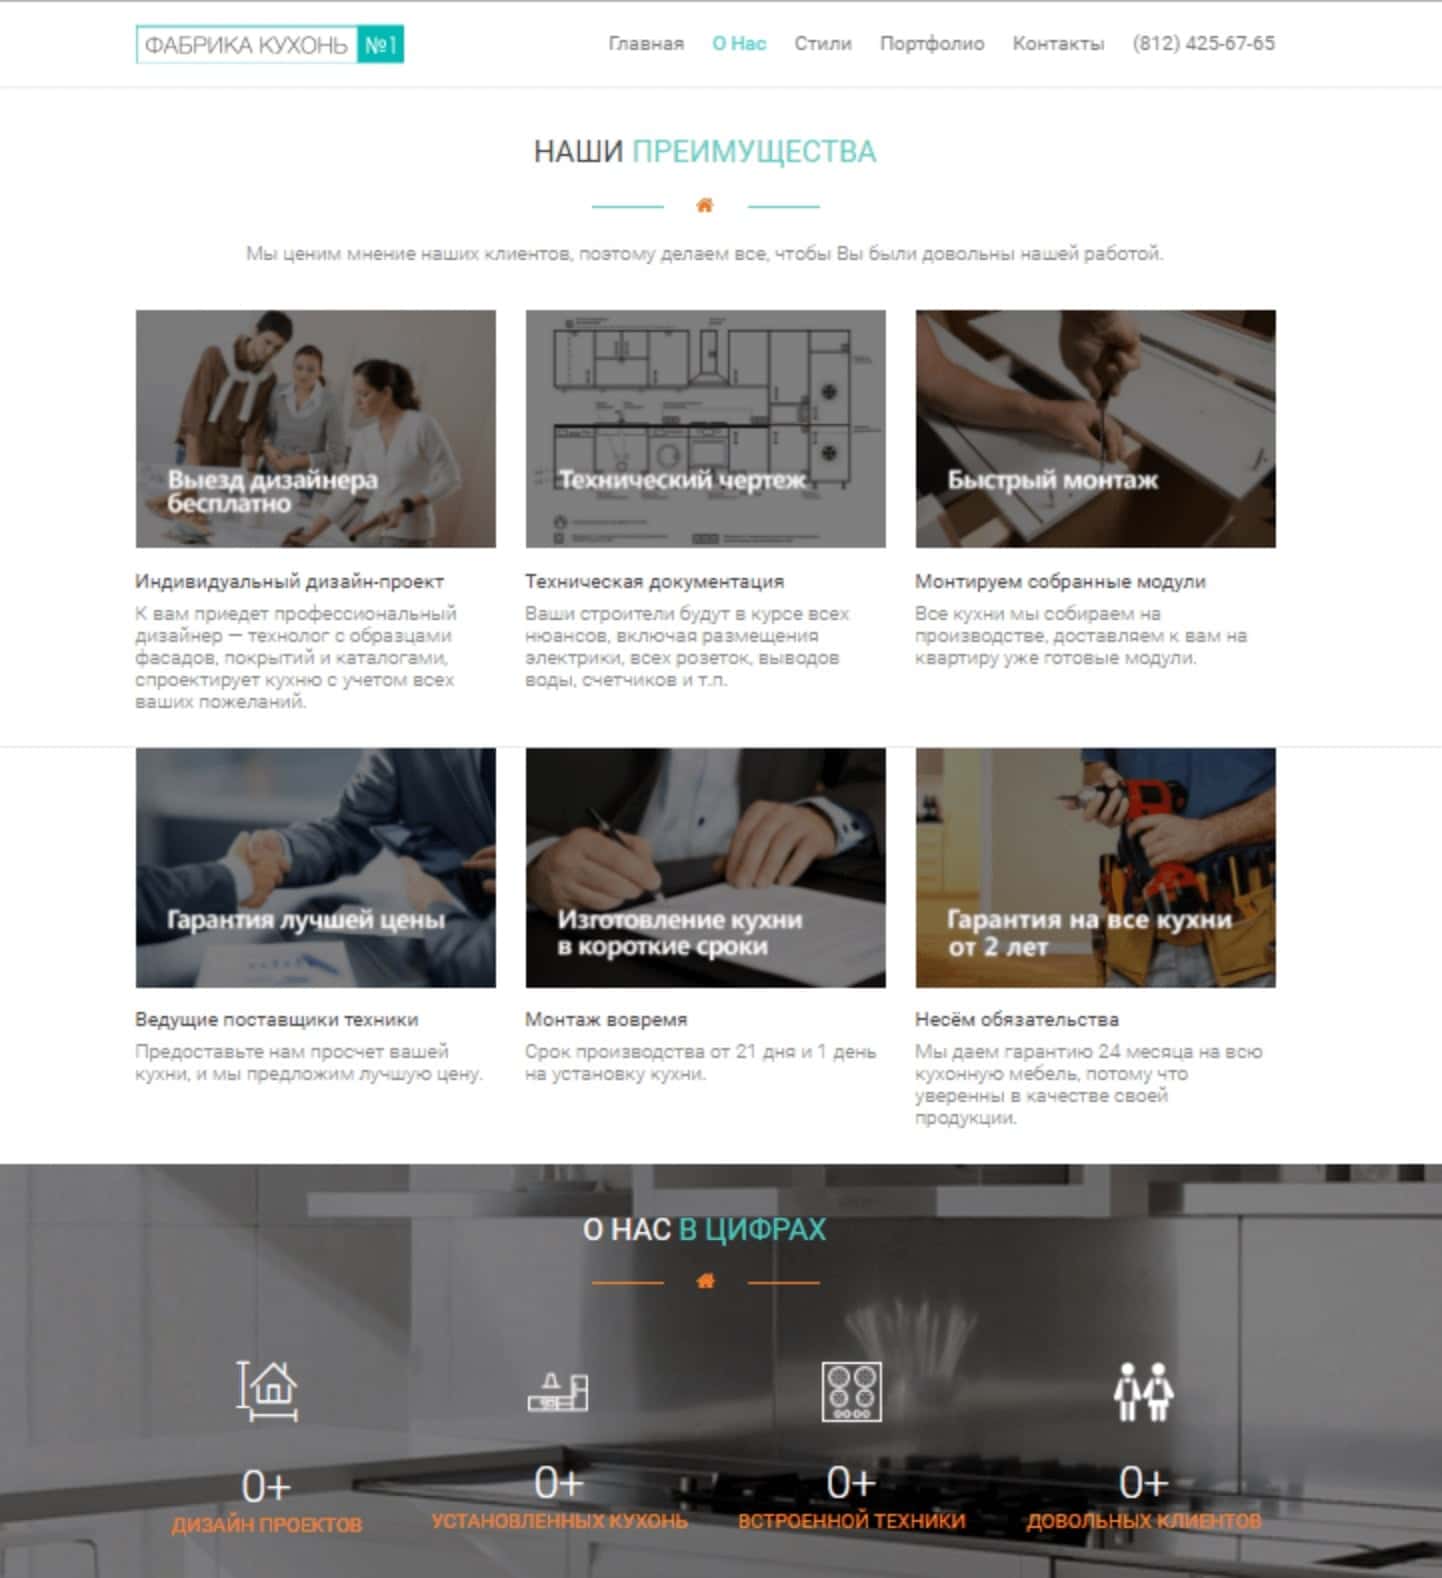 ФАБРИКА КУХОНЬ №1
Главная О Нас Стили Портфолио Контакты (812) 425-67-65
НАШИ ПРЕИМУЩЕСТВА
Мы ценим мнение наших клиентов, поэтому делаем все, чтобы Вы были довольны нашей работой.
Выезд дизайнера
бесплатно
Индивидуальный дизайн-проект
К вам приедет профессиональный
дизайнер — технолог с образцами
фасадов, покрытий и каталогами,
спроектирует кухню с учетом всех
ваших пожеланий.
Технический чертеж
Техническая документация
Ваши строители будут в курсе всех
нюансов, включая размещения
электрики, всех розеток, выводов
воды, счетчиков и т.п.
Быстрый монтаж
Монтируем собранные модули
Все кухни мы собираем на
производстве, доставляем к вам на
квартиру уже готовые модули.
Гарантия лучшей цены
Ведущие поставщики техники
Предоставьте нам просчет вашей
кухни, и мы предложим лучшую цену.
Изготовление кухни
в короткие сроки
Монтаж вовремя
Срок производства от 21 дня и 1 день
на установку кухни.
Гарантия на все кухни
от 2 лет
Несём обязательства
Мы даем гарантию 24 месяца на всю
кухонную мебель, потому что
уверенны в качестве своей
продукции.
О НАС В ЦИФРАХ
0+
ДИЗАЙН ПРОЕКТОВ
0+
УСТАНОВЛЕННЫХ КУХОНЬ
0+
ВСТРОЕННОЙ ТЕХНИКИ
0+
ДОВОЛЬНЫХ КЛИЕНТОВ